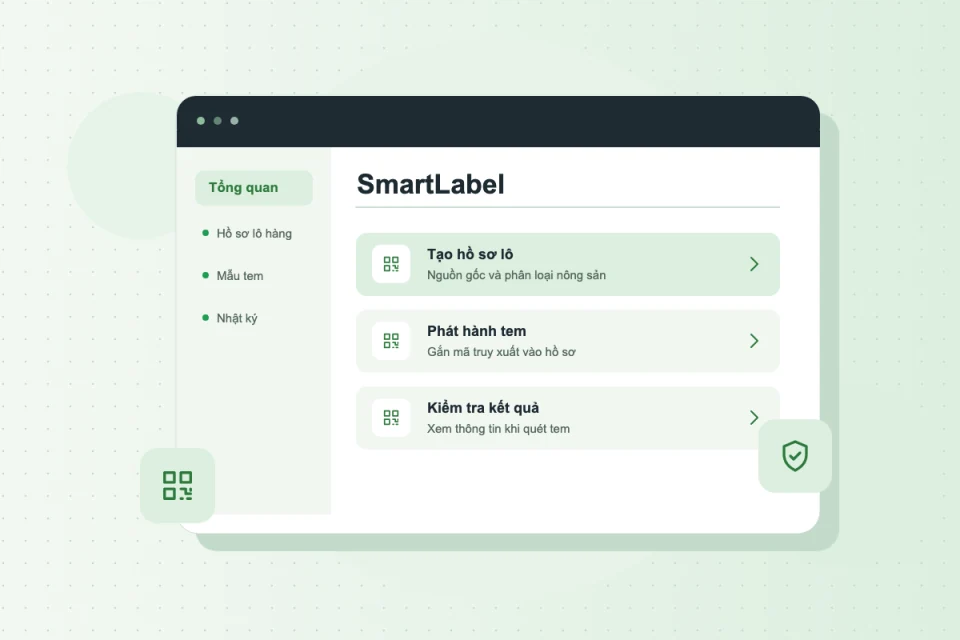 Tổng quan
Hồ sơ lô hàng
Mẫu tem
Nhật ký
SmartLabel
Tạo hồ sơ lô
Nguồn gốc và phân loại nông sản
Phát hành tem
Gắn mã truy xuất vào hồ sơ
Kiểm tra kết quả
Xem thông tin khi quét tem